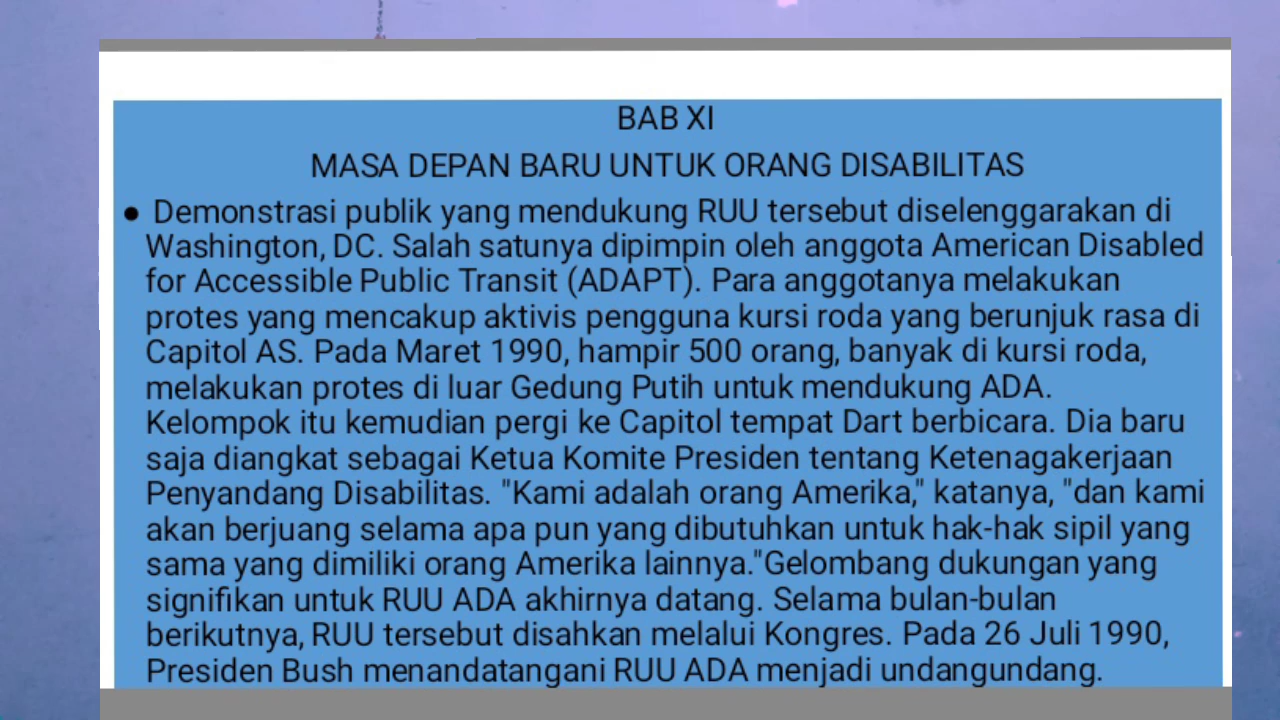 BAB XI
MASA DEPAN BARU UNTUK ORANG DISABILITAS
● Demonstrasi publik yang mendukung RUU tersebut diselenggarakan di
Washington, DC. Salah satunya dipimpin oleh anggota American Disabled
for Accessible Public Transit (ADAPT). Para anggotanya melakukan
protes yang mencakup aktivis pengguna kursi roda yang berunjuk rasa di
Capitol AS. Pada Maret 1990, hampir 500 orang, banyak di kursi roda,
melakukan protes di luar Gedung Putih untuk mendukung ADA.
Kelompok itu kemudian pergi ke Capitol tempat Dart berbicara. Dia baru
saja diangkat sebagai Ketua Komite Presiden tentang Ketenagakerjaan
Penyandang Disabilitas. "Kami adalah orang Amerika," katanya, "dan kami
akan berjuang selama apa pun yang dibutuhkan untuk hak-hak sipil yang
sama yang dimiliki orang Amerika lainnya."Gelombang dukungan yang
signifikan untuk RUU ADA akhirnya datang. Selama bulan-bulan
berikutnya, RUU tersebut disahkan melalui Kongres. Pada 26 Juli 1990,
Presiden Bush menandatangani RUU ADA menjadi undangundang.